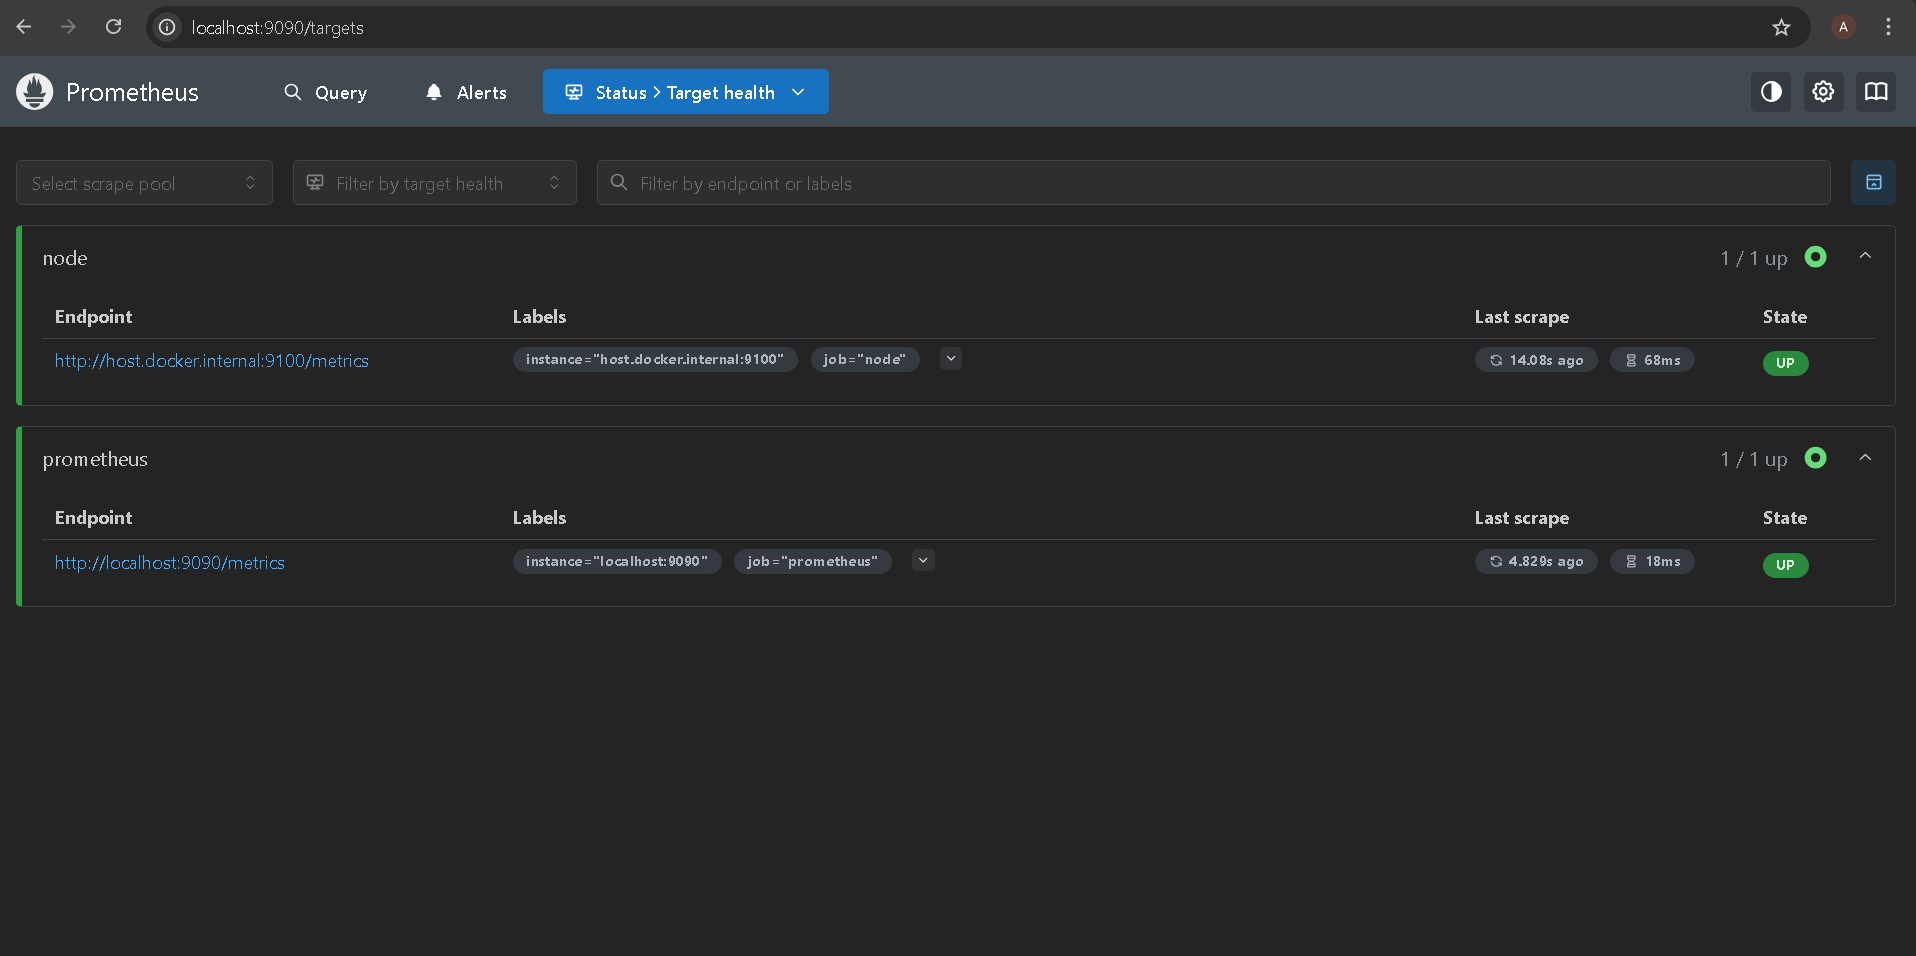 localhost:9090/targets
A
Prometheus Query Alerts Status > Target health
Select scrape pool Filter by target health Filter by endpoint or labels
node 1 / 1 up
Endpoint Labels Last scrape State
http://host.docker.internal:9100/metrics instance="host.docker.internal:9100" job="node" 14.08s ago 68ms UP
prometheus 1 / 1 up
Endpoint Labels Last scrape State
http://localhost:9090/metrics instance="localhost:9090" job="prometheus" 4.829s ago 18ms UP